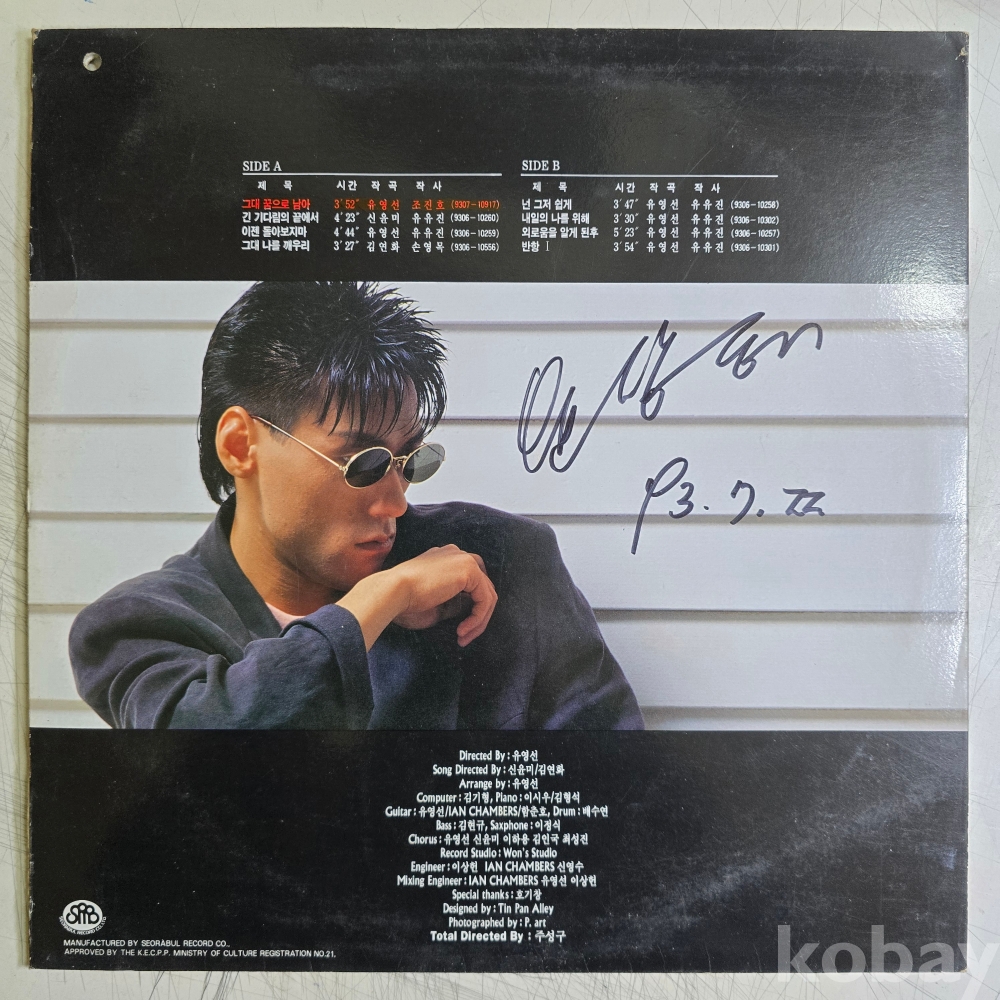 SIDE A
제 목 시간 작곡 작사
그대 꿈으로 남아 3′52″ 유영선 조진호 (9307-10917)
긴 기다림의 끝에서 4′23″ 신윤미 유유진 (9306-10260)
이젠 돌아보지마 4′44″ 유영선 유유진 (9306-10259)
그대 나를 깨우리 3′27″ 김연화 손영목 (9306-10556)
SIDE B
제 목 시간 작곡 작사
넌 그저 쉽게 3′47″ 유영선 유유진 (9306-10258)
내일의 나를 위해 3′30″ 유영선 유유진 (9306-10302)
외로움을 알게 된후 5′23″ 유영선 유유진 (9306-10257)
반항 I 3′54″ 유영선 유유진 (9306-10301)
93. 7.
Directed By : 유영선
Song Directed By : 신윤미/김연화
Arrange by : 유영선
Computer : 김기형, Piano : 이시우/김형석
Guitar : 유영선/IAN CHAMBERS/함춘호, Drum : 배수연
Bass : 김현규, Saxphone : 이정식
Chorus : 유영선 신윤미 이하용 김인국 최성진
Record Studio : Won's Studio
Engineer : 이상헌 IAN CHAMBERS 신영수
Mixing Engineer : IAN CHAMBERS 유영선 이상헌
Special thanks : 호기창
Designed by : Tin Pan Alley
Photographed by : P. art
Total Directed By : 주성구
SRB
SEORABUL RECORD CO., LTD.
MANUFACTURED BY SEORABUL RECORD CO.,
APPROVED BY THE K.E.C.P.P. MINISTRY OF CULTURE REGISTRATION NO.21.
kobay